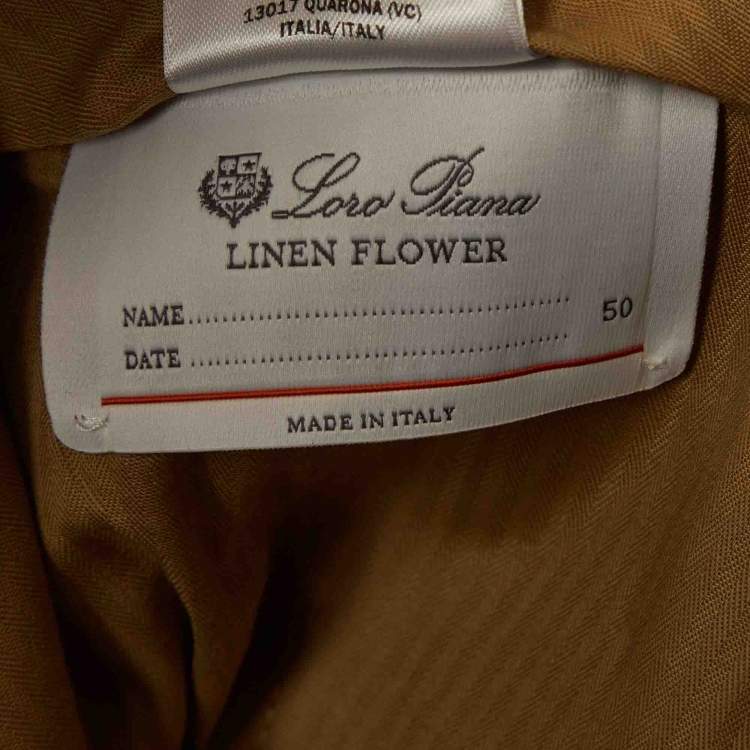 13017 QUARONA (VC)
ITALIA/ITALY
Loro Piana
LINEN FLOWER
NAME........................................................ 50
DATE ........................................................
MADE IN ITALY